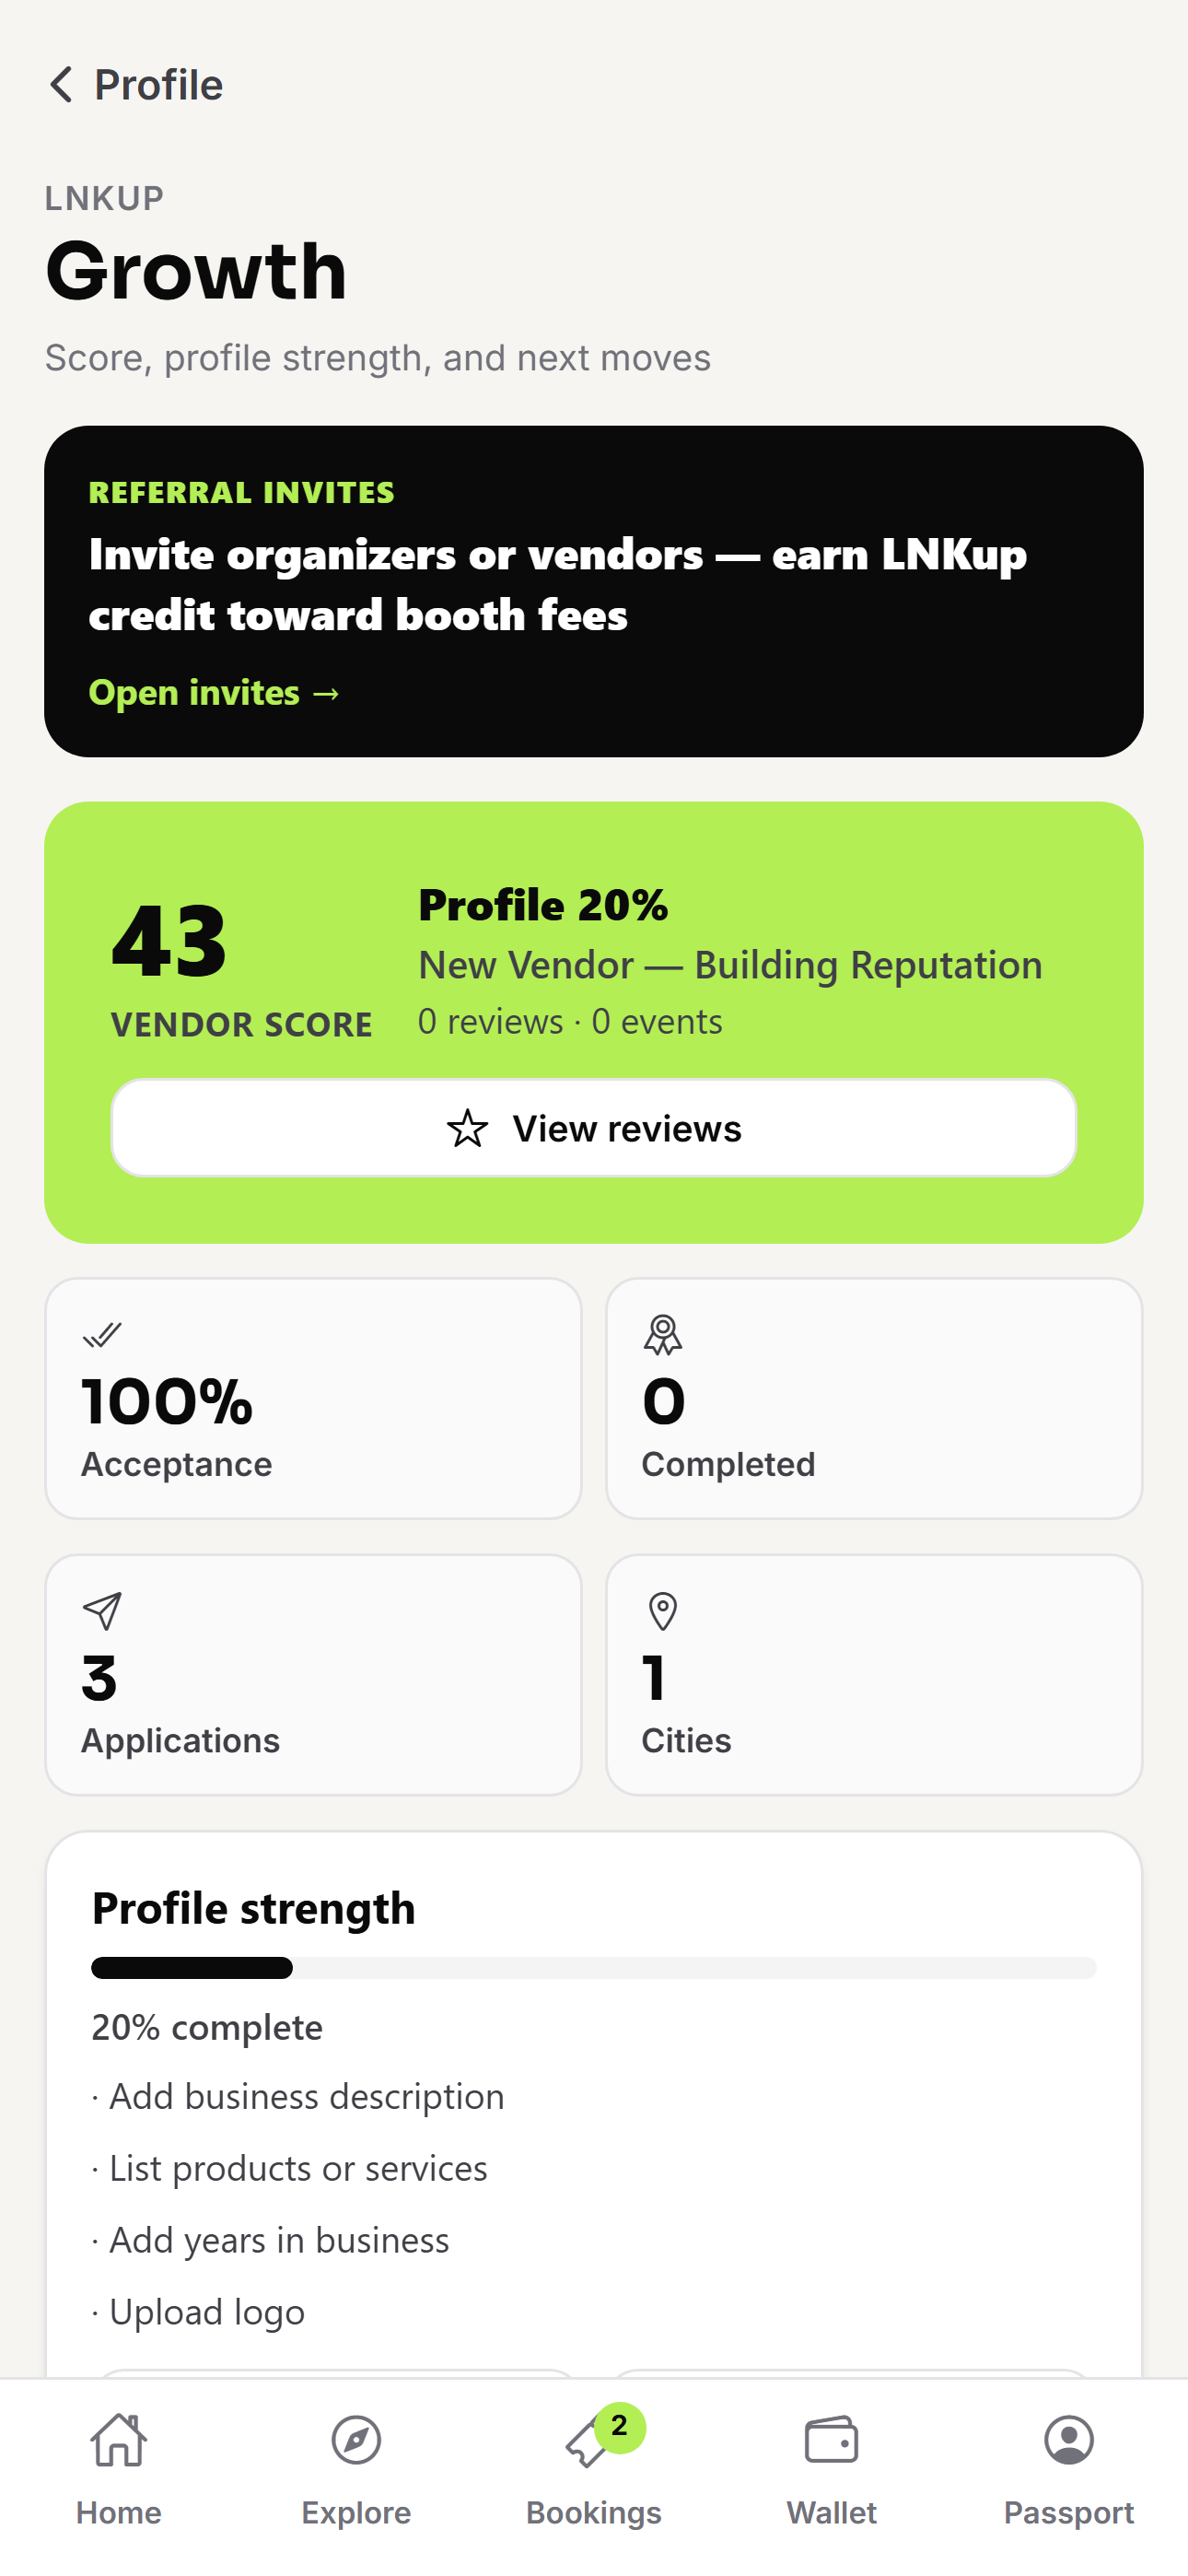 Profile
LNKUP
Growth
Score, profile strength, and next moves
REFERRAL INVITES
Invite organizers or vendors — earn LNKup
credit toward booth fees
Open invites →
43
VENDOR SCORE
Profile 20%
New Vendor — Building Reputation
0 reviews · 0 events
View reviews
100%
Acceptance
0
Completed
3
Applications
1
Cities
Profile strength
20% complete
· Add business description
· List products or services
· Add years in business
· Upload logo
2
Home
Explore
Bookings
Wallet
Passport